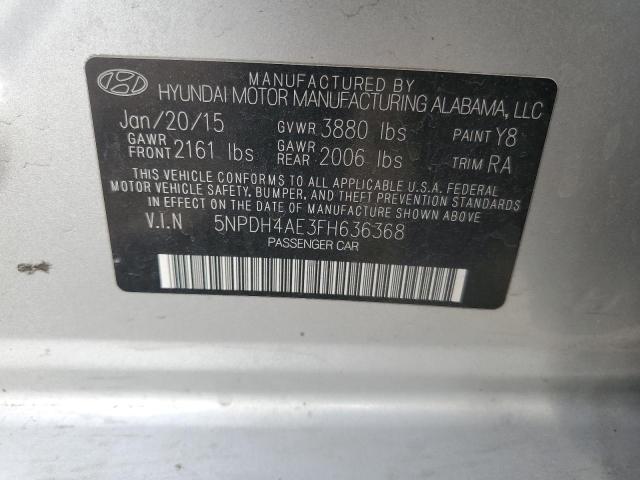 MANUFACTURED BY
HYUNDAI MOTOR MANUFACTURING ALABAMA, LLC
Jan/20/15 GVWR 3880 lbs PAINT Y8
GAWR FRONT 2161 lbs GAWR REAR 2006 lbs TRIM RA
THIS VEHICLE CONFORMS TO ALL APPLICABLE U.S.A. FEDERAL
MOTOR VEHICLE SAFETY, BUMPER, AND THEFT PREVENTION STANDARDS
IN EFFECT ON THE DATE OF MANUFACTURE SHOWN ABOVE.
V.I.N 5NPDH4AE3FH636368
PASSENGER CAR